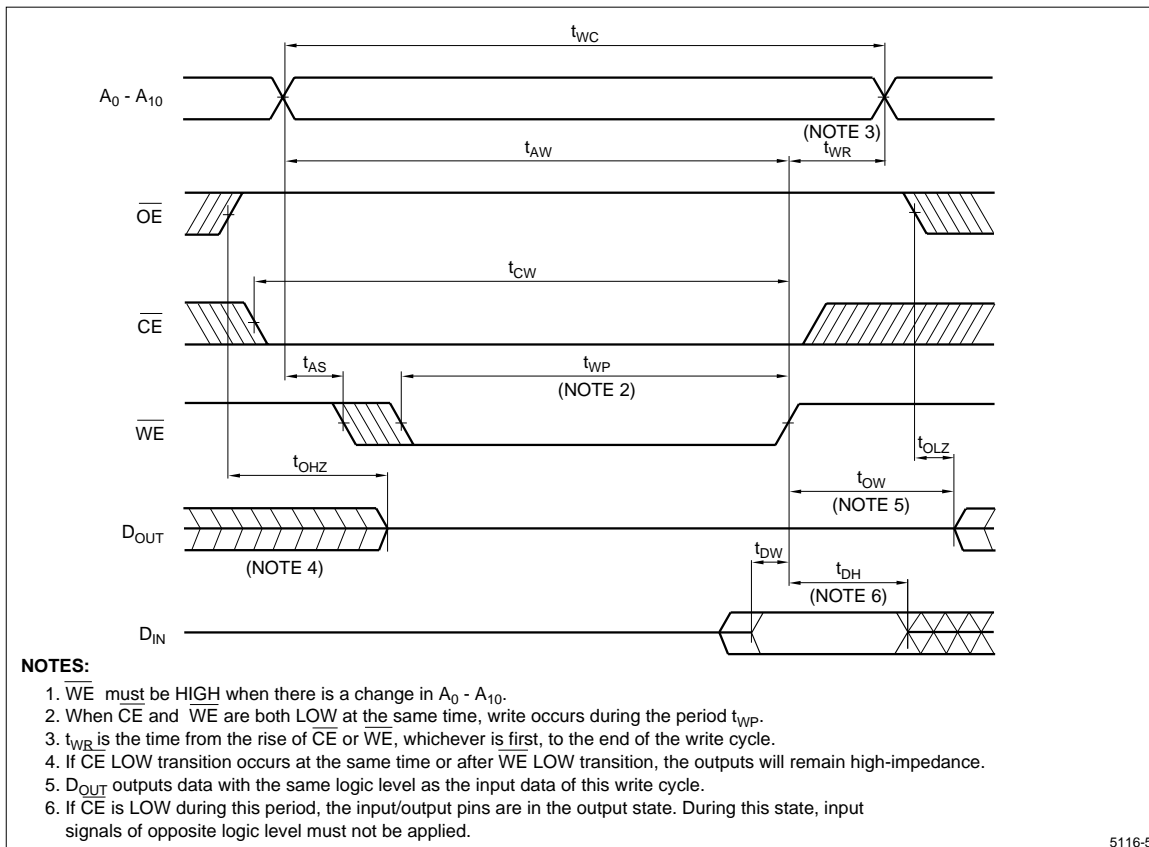 tWC
A0 - A10
(NOTE 3)
tAW
tWR
OE
tCW
CE
tAS
tWP
(NOTE 2)
WE
tOLZ
tOHZ
tOW
(NOTE 5)
DOUT
(NOTE 4)
tDW
tDH
(NOTE 6)
DIN
NOTES:
1. WE must be HIGH when there is a change in A0 - A10.
2. When CE and WE are both LOW at the same time, write occurs during the period tWP.
3. tWR is the time from the rise of CE or WE, whichever is first, to the end of the write cycle.
4. If CE LOW transition occurs at the same time or after WE LOW transition, the outputs will remain high-impedance.
5. DOUT outputs data with the same logic level as the input data of this write cycle.
6. If CE is LOW during this period, the input/output pins are in the output state. During this state, input
signals of opposite logic level must not be applied.
5116-5